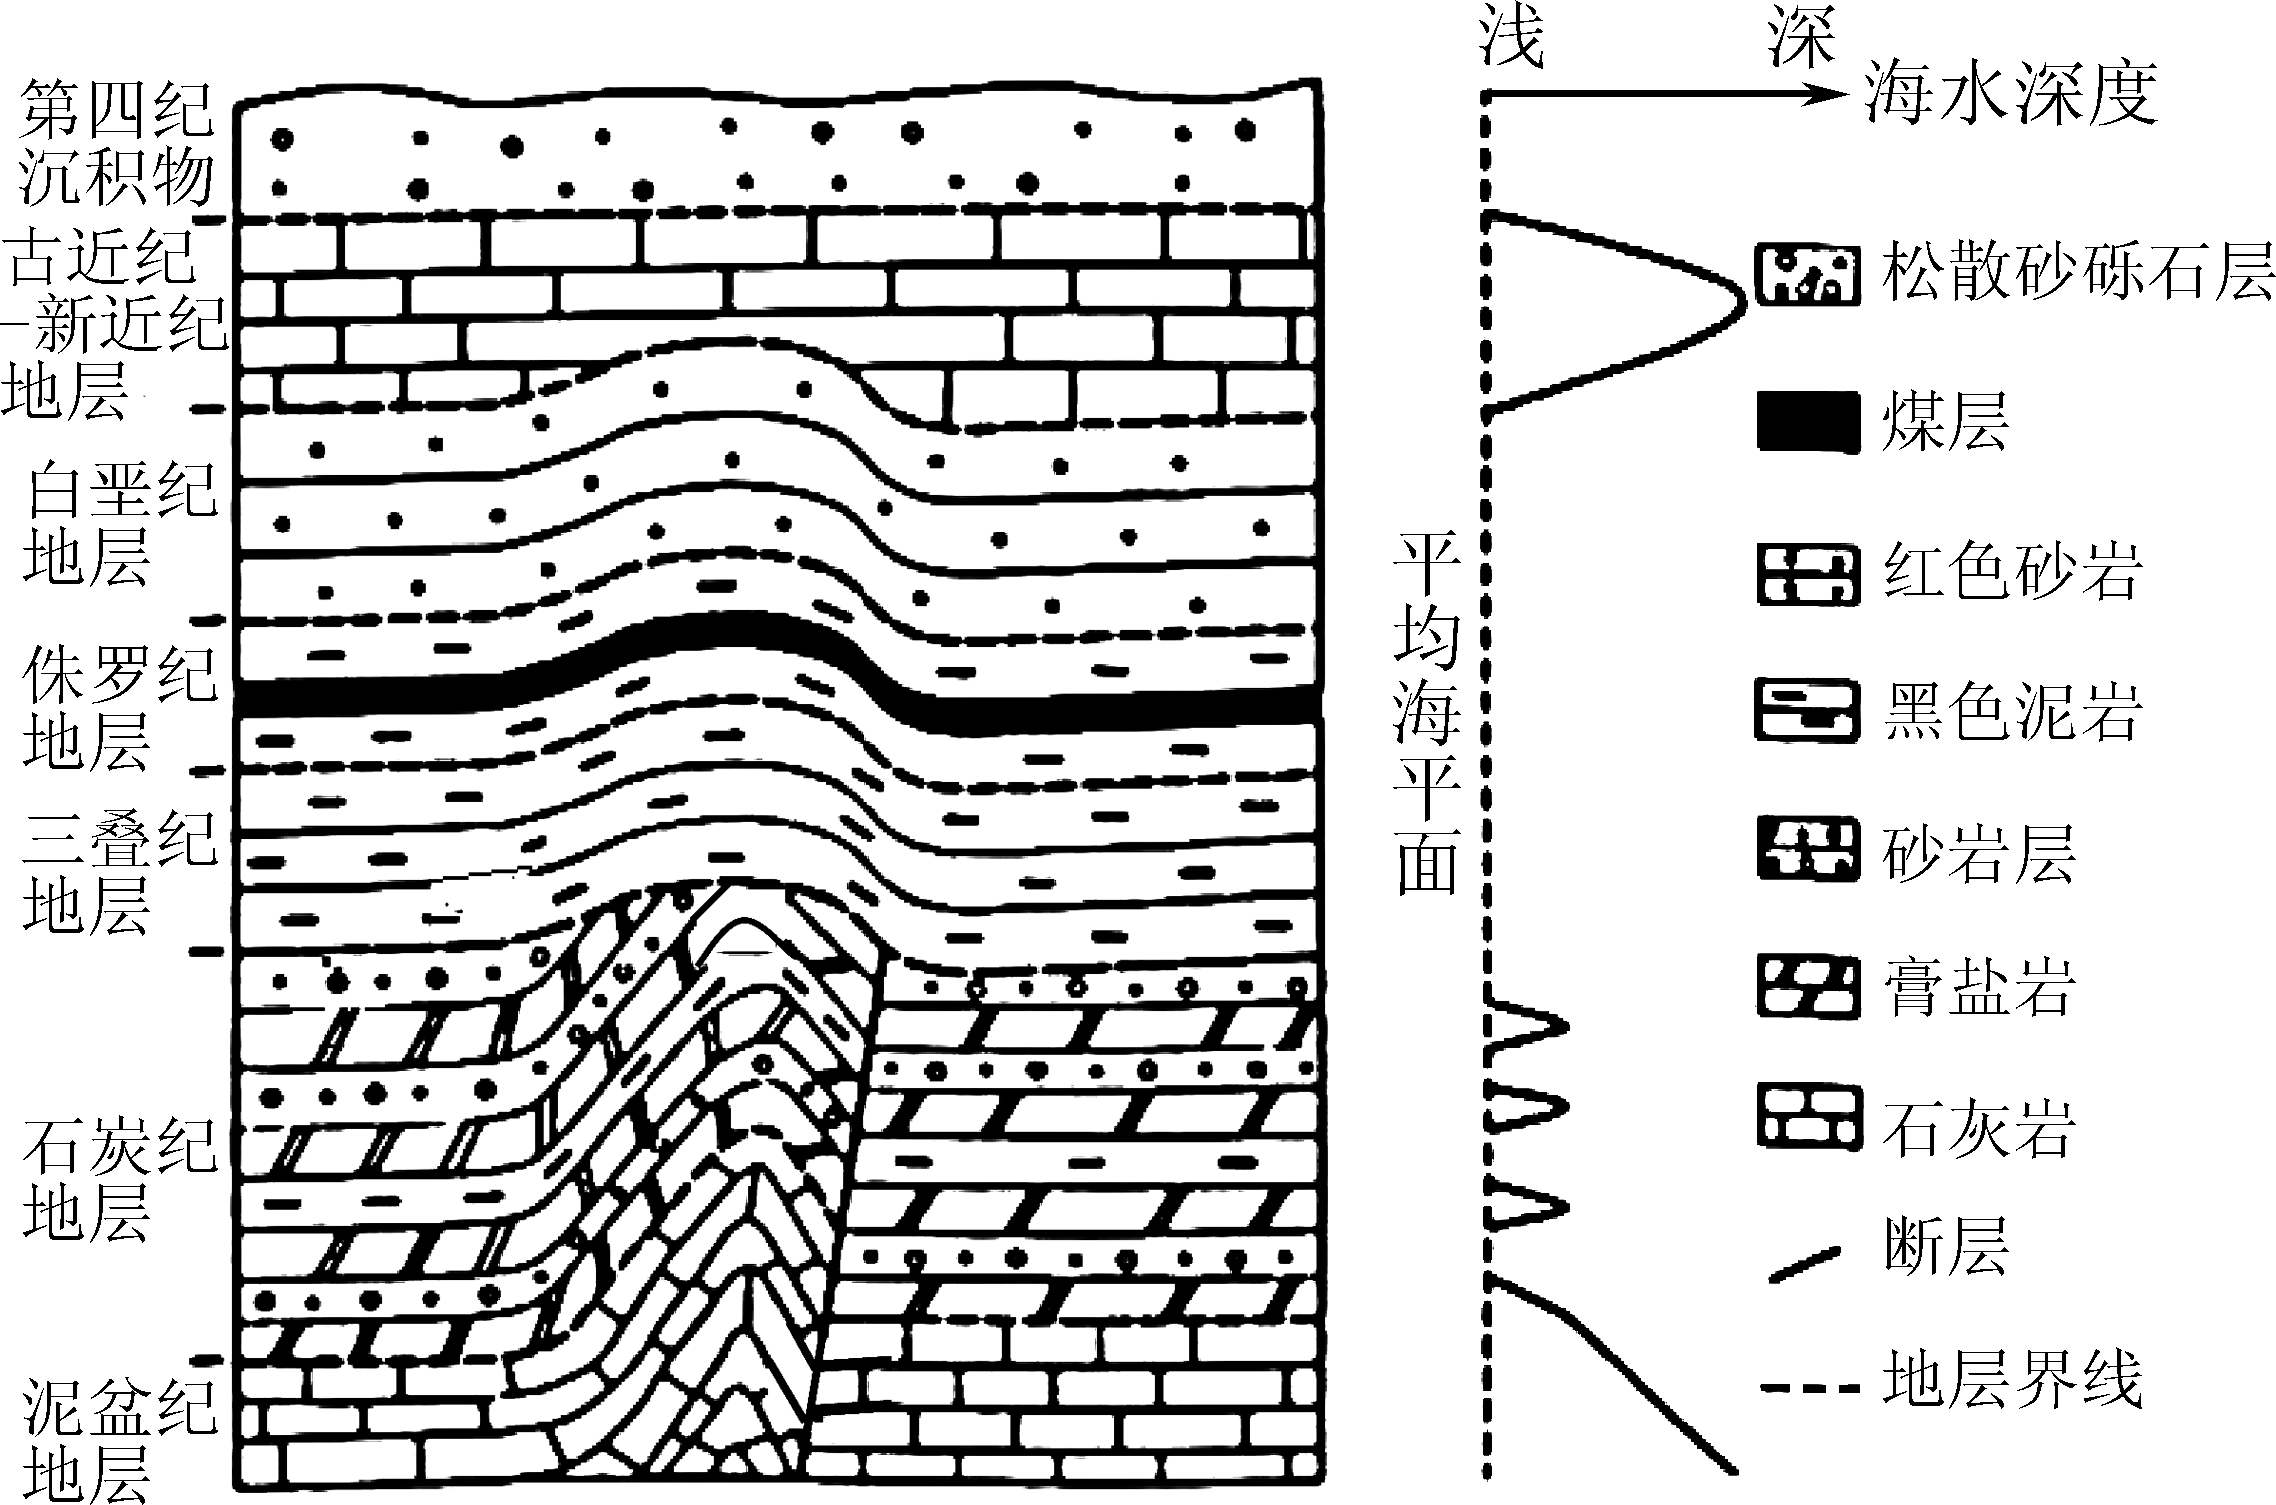 浅 深
海水深度
第四纪
沉积物
古近纪
-新近纪
地层
白垩纪
地层
侏罗纪
地层
三叠纪
地层
石炭纪
地层
泥盆纪
地层
平均海平面
松散砂砾石层
煤层
红色砂岩
黑色泥岩
砂岩层
膏盐岩
石灰岩
断层
地层界线